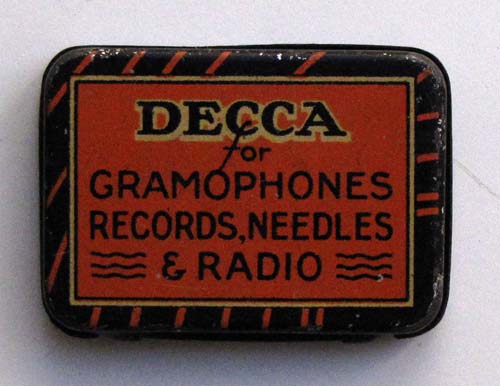 DECCA
for
GRAMOPHONES
RECORDS, NEEDLES
& RADIO